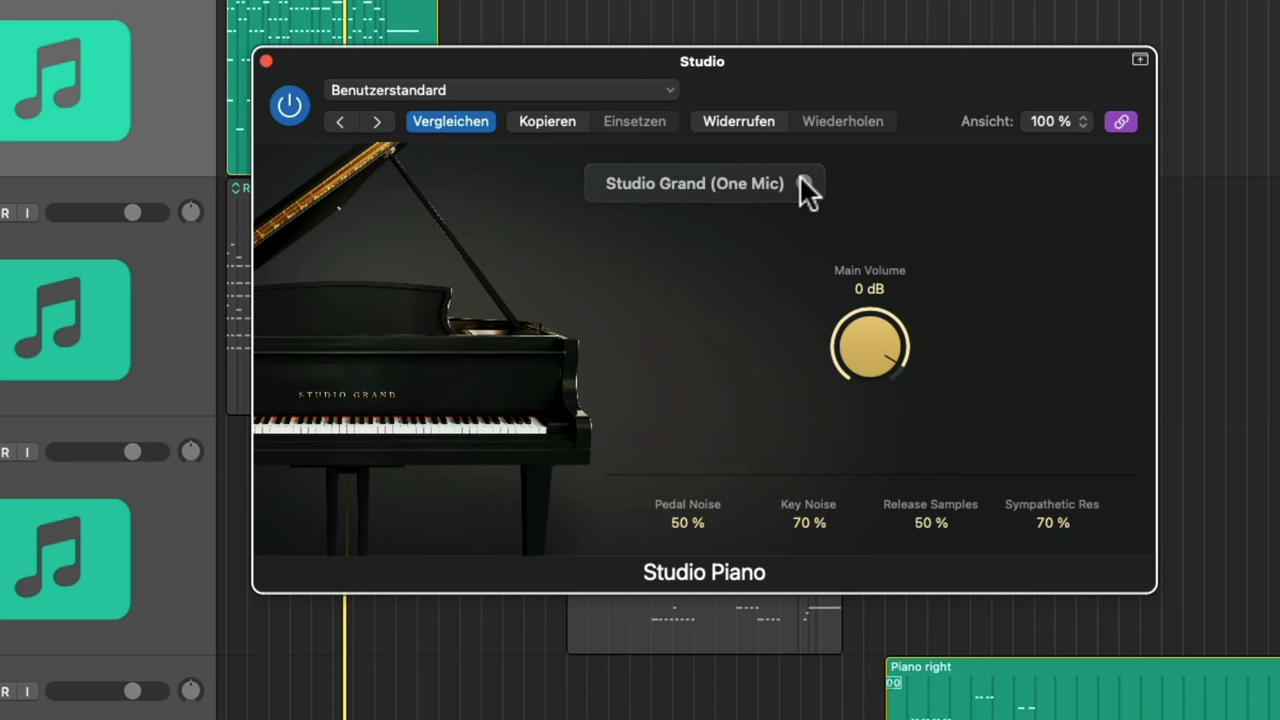 Studio
Benutzerstandard
Vergleichen Kopieren Einsetzen Widerrufen Wiederholen Ansicht: 100 %
Studio Grand (One Mic)
R
R I
Main Volume
0 dB
STUDIO GRAND
R I
Pedal Noise Key Noise Release Samples Sympathetic Res
50 % 70 % 50 % 70 %
Studio Piano
Piano right
R I